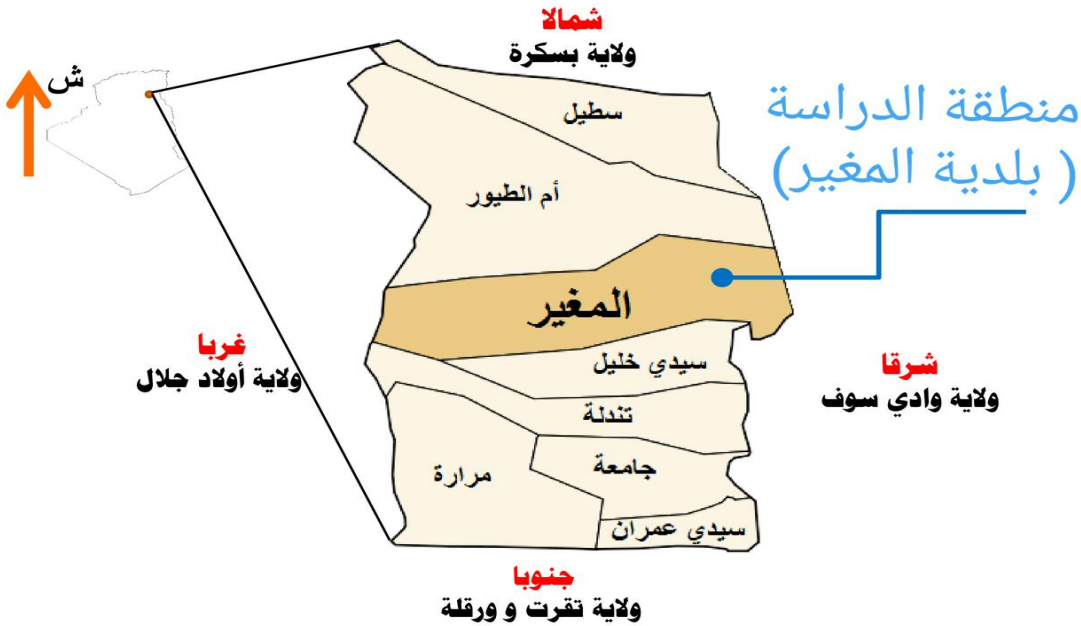 شمالا
ولاية بسكرة
ش
منطقة الدراسة
( بلدية المغير)
سطيل
أم الطيور
المغير
غربا
ولاية أولاد جلال
سيدي خليل
شرقا
ولاية وادي سوف
تندلة
جامعة
مرارة
سيدي عمران
جنوبا
ولاية تقرت و ورقلة